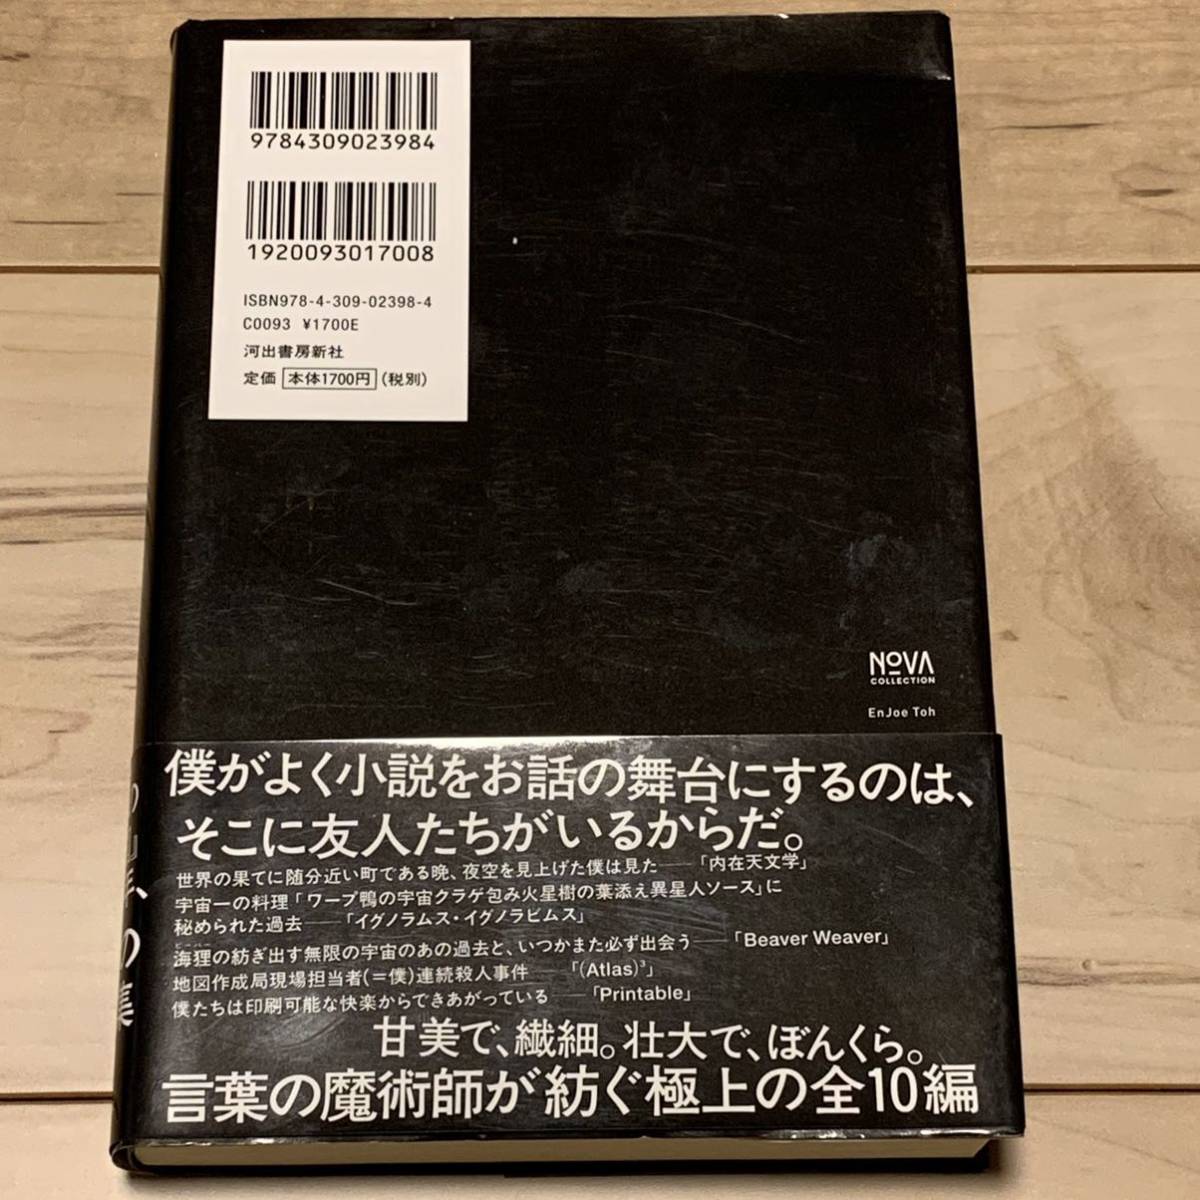 9784309023984
1920093017008
ISBN978-4-309-02398-4
C0093 ¥1700E
河出書房新社
定価 本体1700円(税別)
NOVA
COLLECTION
EnJoe Toh
僕がよく小説をお話の舞台にするのは、
そこに友人たちがいるからだ。
世界の果てに随分近い町である晩、夜空を見上げた僕は見た——「内在天文学」
宇宙一の料理「ワープ鴨の宇宙クラゲ包み火星樹の葉添え異星人ソース」に
秘められた過去——「イグノラムス・イグノラビムス」
海狸の紡ぎ出す無限の宇宙のあの過去と、いつかまた必ず出会う——「Beaver Weaver」
地図作成局現場担当者(=僕)連続殺人事件——「(Atlas)³」
僕たちは印刷可能な快楽からできあがっている——「Printable」
甘美で、繊細。壮大で、ぼんくら。
言葉の魔術師が紡ぐ極上の全10編